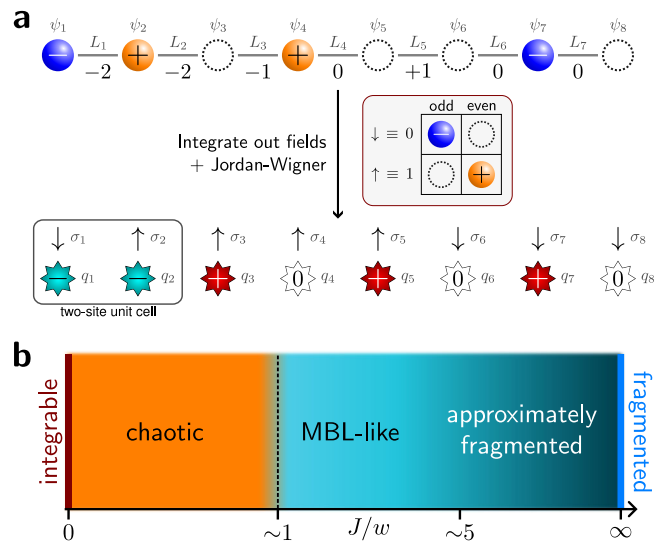 a
ψ₁ L₁ ψ₂ L₂ ψ₃ L₃ ψ₄ L₄ ψ₅ L₅ ψ₆ L₆ ψ₇ L₇ ψ₈
− −2 + −2 −1 + 0 +1 0 − 0
Integrate out fields
+ Jordan-Wigner
odd even
↓ ≡ 0 −
↑ ≡ 1 +
↓ σ₁ ↑ σ₂ ↑ σ₃ ↑ σ₄ ↑ σ₅ ↓ σ₆ ↓ σ₇ ↓ σ₈
− q₁ − q₂ + q₃ 0 q₄ + q₅ 0 q₆ + q₇ 0 q₈
two-site unit cell
b
integrable
chaotic
MBL-like
approximately
fragmented
fragmented
0 ~1 J/w ~5 ∞